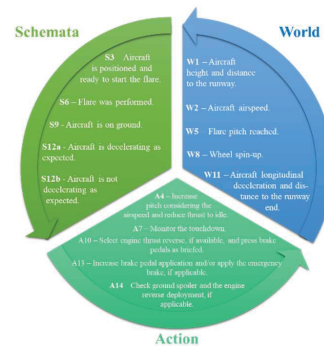 Schemata
World
S3 – Aircraft
is positioned and
ready to start the flare.
S6 – Flare was performed.
S9 - Aircraft is on ground.
S12a – Aircraft is decelerating as
expected.
S12b – Aircraft is not
decelerating as
expected.
W1 – Aircraft
height and distance
to the runway.
W2 – Aircraft airspeed.
W5 – Flare pitch reached.
W8 – Wheel spin-up.
W11 – Aircraft longitudinal
deceleration and dis-
tance to the runway
end.
A4 – Increase
pitch considering the
airspeed and reduce thrust to idle.
A7 – Monitor the touchdown
A10 – Select engine thrust reverse, if available, and press brake
pedals as briefed.
A13 – Increase brake pedal application and/or apply the emergency
brake, if applicable.
A14 – Check ground spoiler and the engine
reverse deployment, if
applicable.
Action